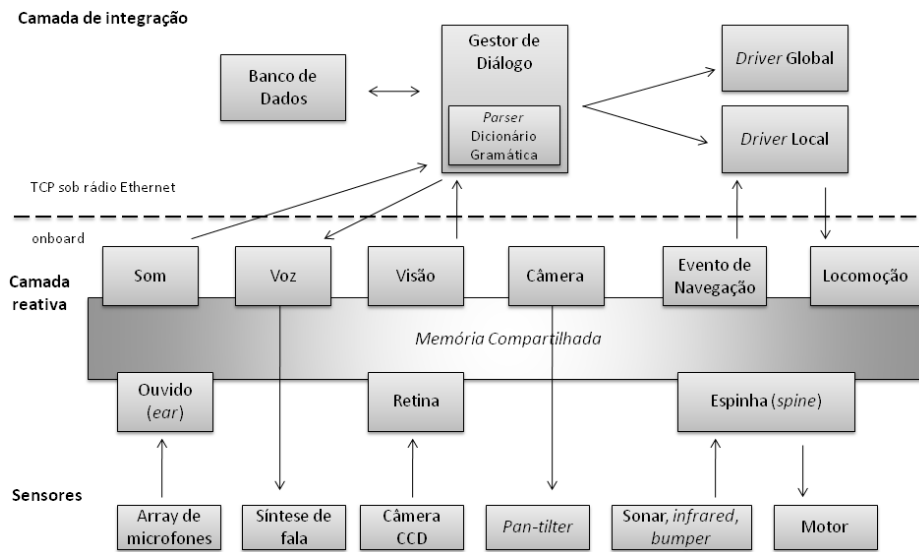 Camada de integração
Gestor de
Diálogo
Banco de
Dados
Driver Global
Parser
Dicionário
Gramática
Driver Local
TCP sob rádio Ethernet
onboard
Som
Voz
Visão
Câmera
Evento de
Navegação
Locomoção
Camada
reativa
Memória Compartilhada
Ouvido
(ear)
Retina
Espinha (spine)
Sensores
Array de
microfones
Síntese de
fala
Câmera
CCD
Pan-tilter
Sonar, infrared,
bumper
Motor